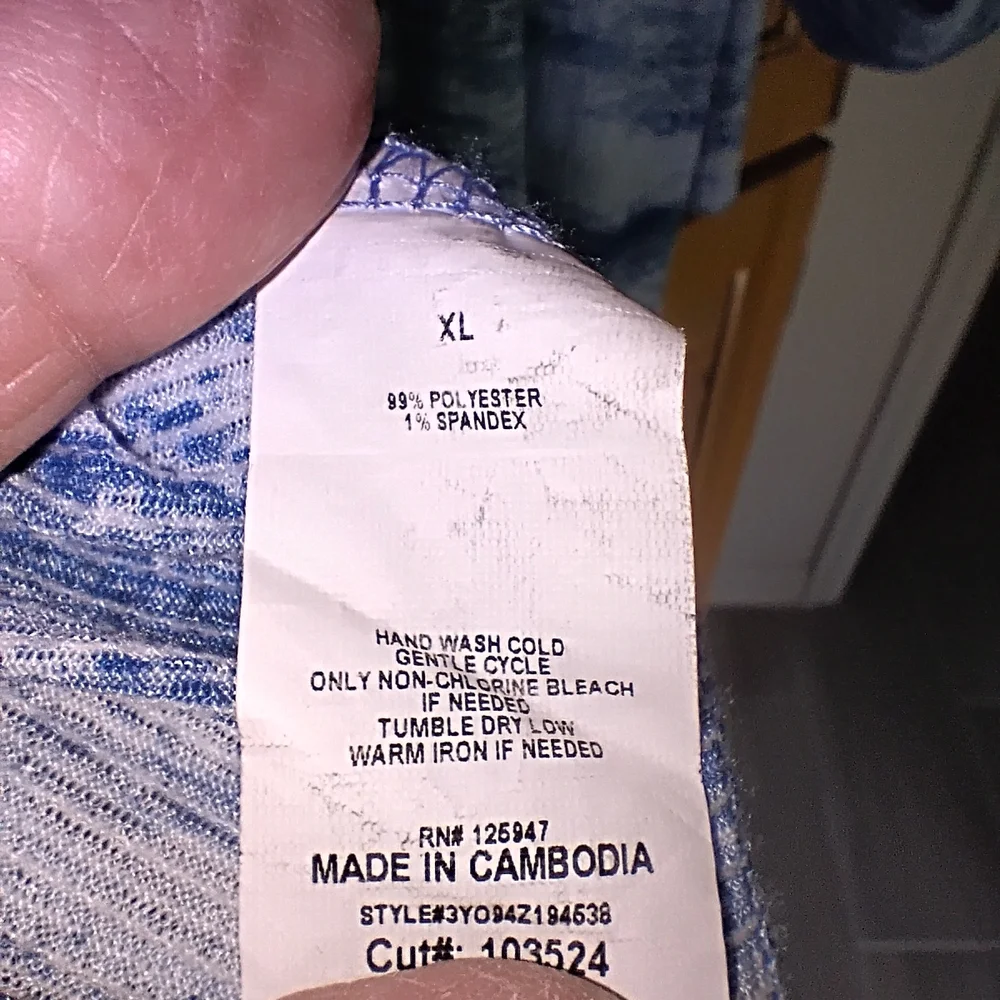 XL
99% POLYESTER
1% SPANDEX
HAND WASH COLD
GENTLE CYCLE
ONLY NON-CHLORINE BLEACH
IF NEEDED
TUMBLE DRY LOW
WARM IRON IF NEEDED
RN# 125947
MADE IN CAMBODIA
STYLE#3YO94Z194538
Cut#: 103524